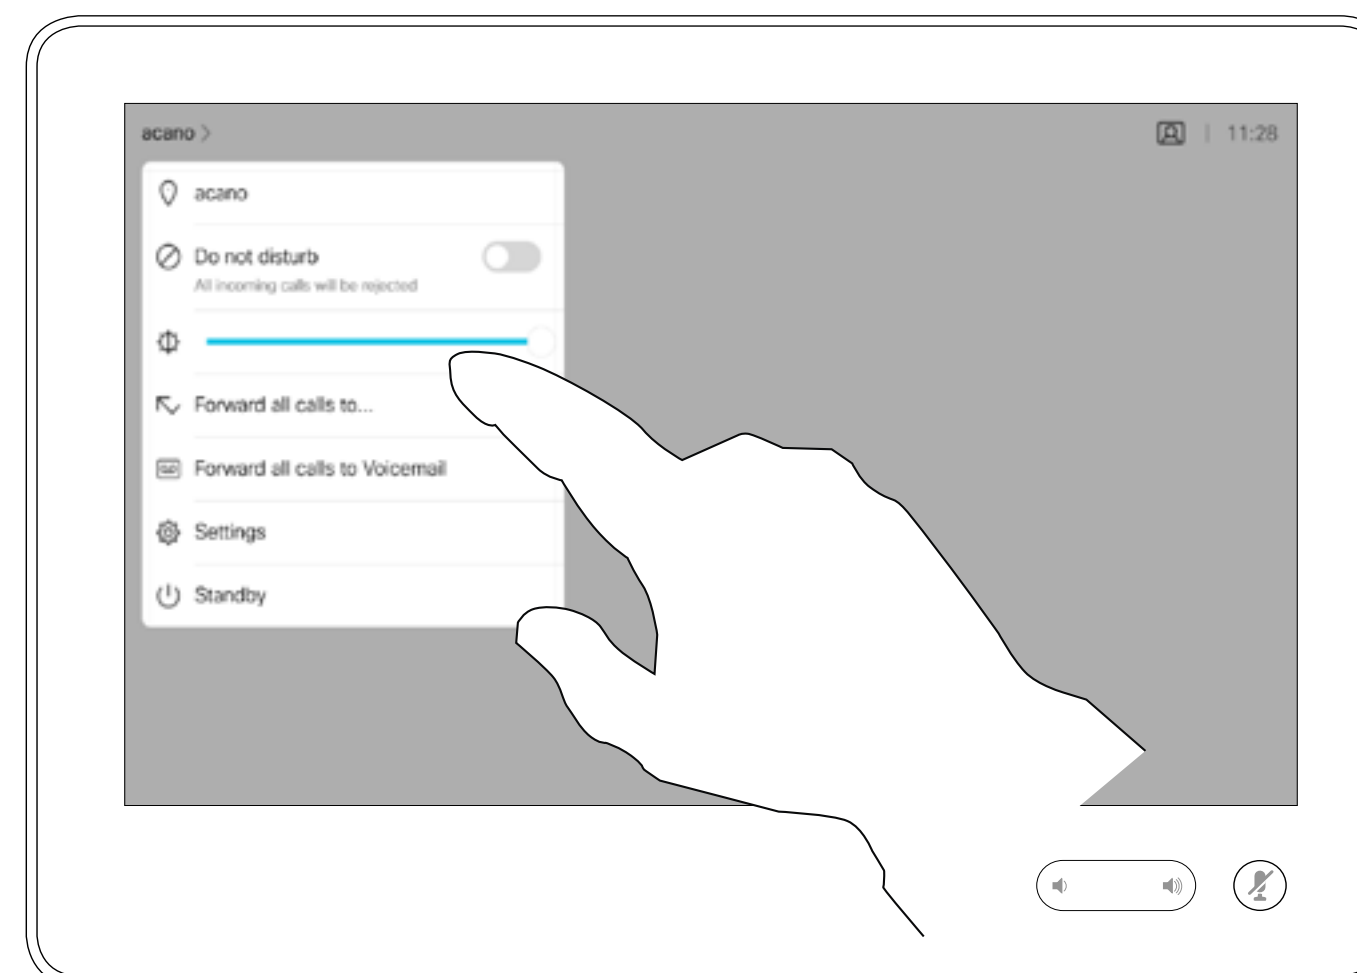 acano >
11:28
acano
Do not disturb
All incoming calls will be rejected
Forward all calls to...
Forward all calls to Voicemail
Settings
Standby